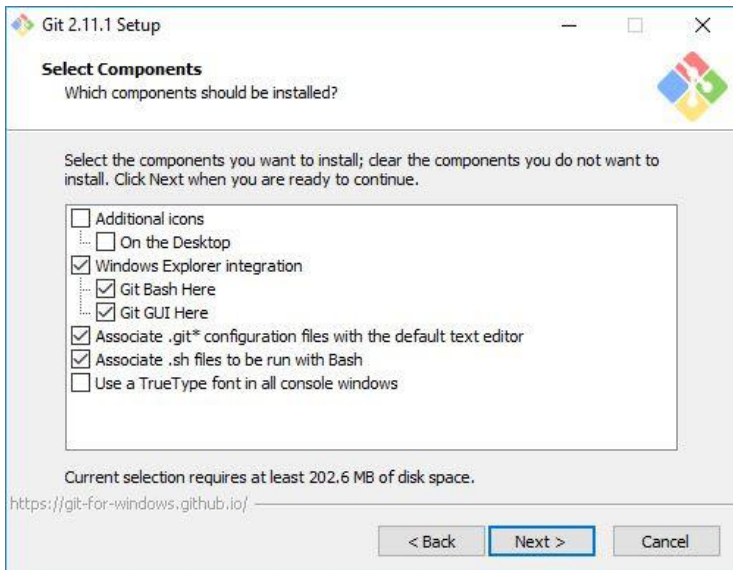 Git 2.11.1 Setup
Select Components
Which components should be installed?
Select the components you want to install; clear the components you do not want to
install. Click Next when you are ready to continue.
Additional icons
On the Desktop
Windows Explorer integration
Git Bash Here
Git GUI Here
Associate .git* configuration files with the default text editor
Associate .sh files to be run with Bash
Use a TrueType font in all console windows
Current selection requires at least 202.6 MB of disk space.
https://git-for-windows.github.io/
< Back Next > Cancel